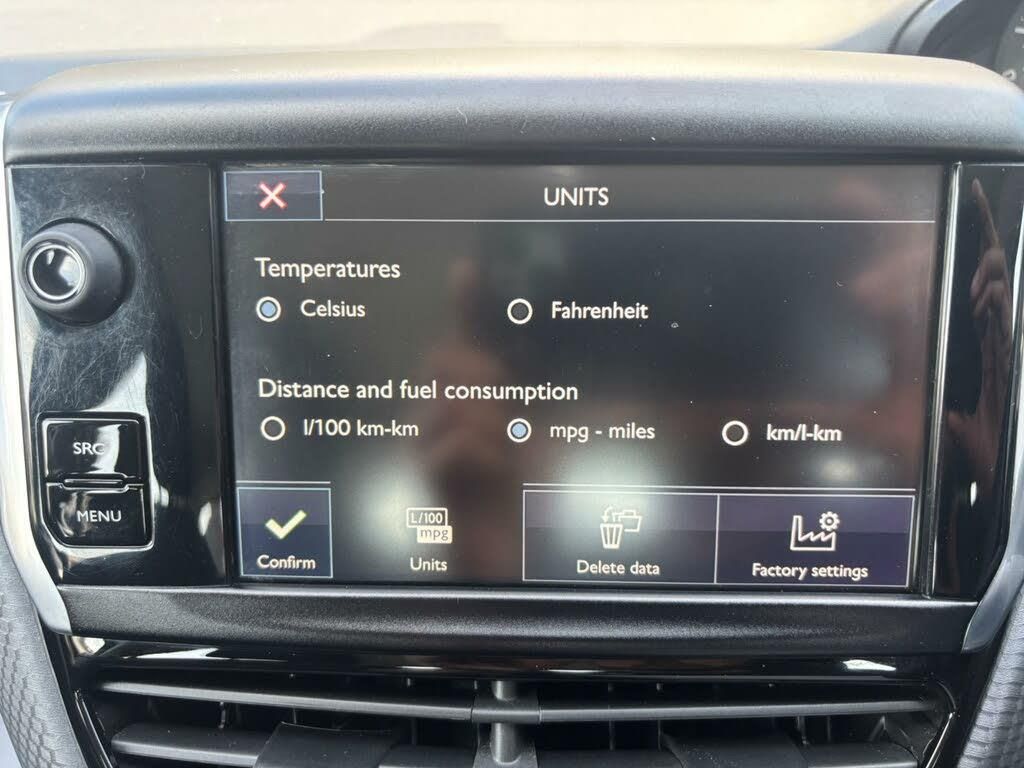 UNITS
Temperatures
Celsius Fahrenheit
Distance and fuel consumption
l/100 km-km mpg - miles km/l-km
SRC
MENU
L/100
mpg
Confirm Units Delete data Factory settings